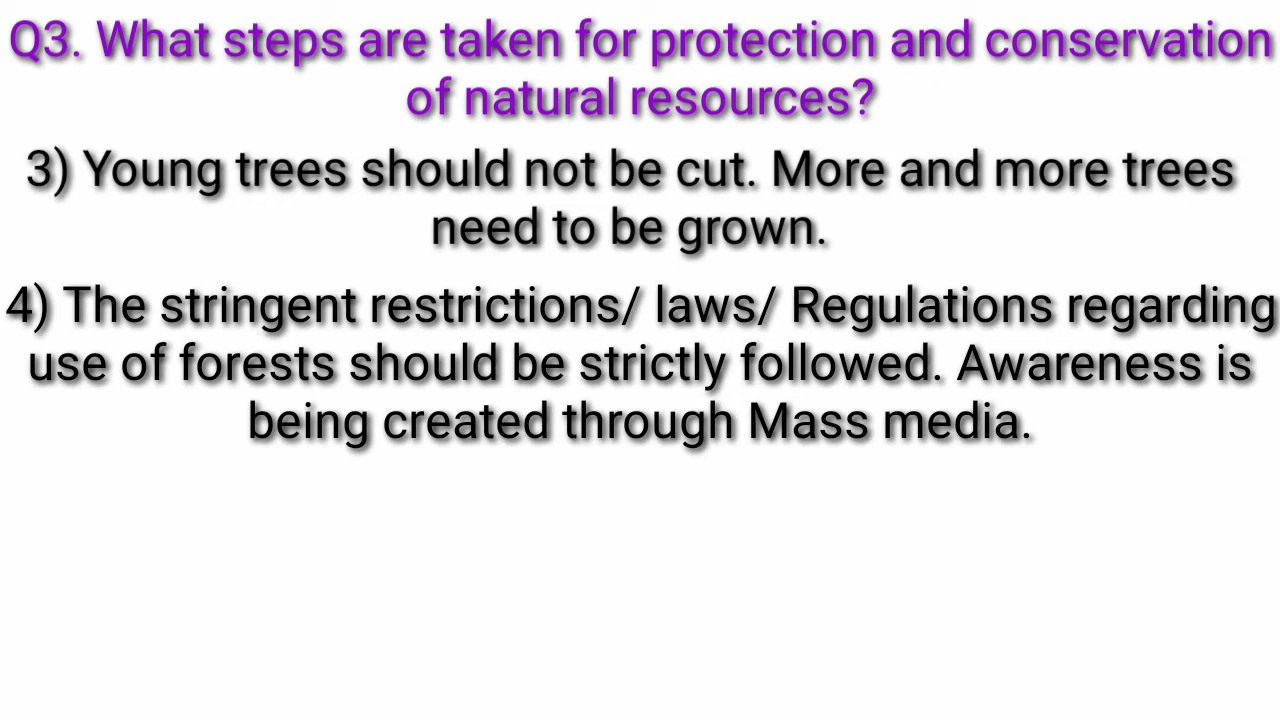 Q3. What steps are taken for protection and conservation
of natural resources?
3) Young trees should not be cut. More and more trees
need to be grown.
4) The stringent restrictions/ laws/ Regulations regarding
use of forests should be strictly followed. Awareness is
being created through Mass media.